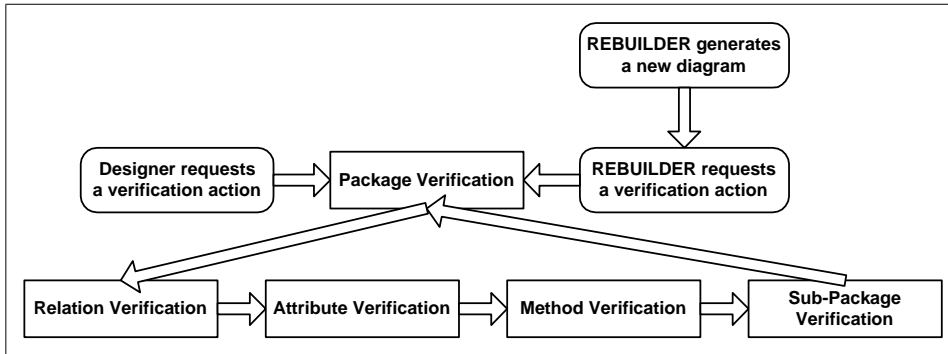 REBUILDER generates
a new diagram
Designer requests
a verification action
Package Verification
REBUILDER requests
a verification action
Relation Verification
Attribute Verification
Method Verification
Sub-Package
Verification